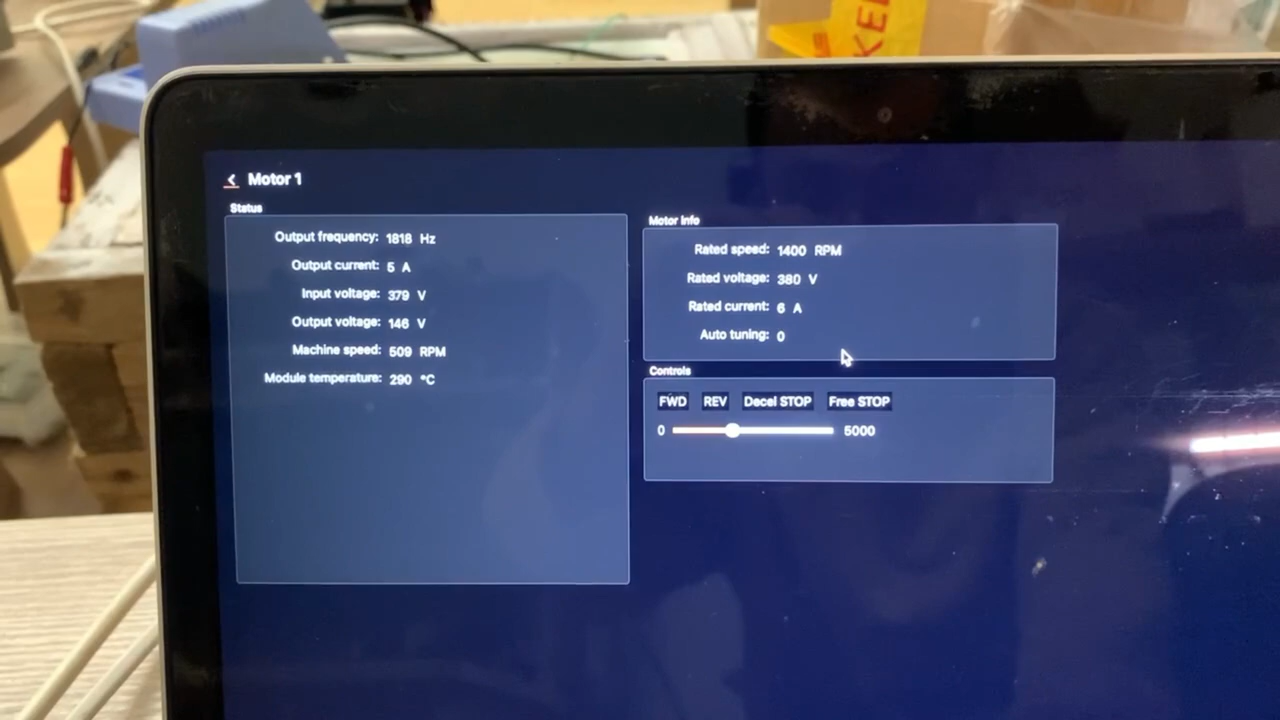 KEL
< Motor 1
Status
Output frequency: 1818 Hz
Output current: 5 A
Input voltage: 379 V
Output voltage: 146 V
Machine speed: 509 RPM
Module temperature: 290 °C
Motor Info
Rated speed: 1400 RPM
Rated voltage: 380 V
Rated current: 6 A
Auto tuning: 0
Controls
FWD REV Decel STOP Free STOP
0 5000